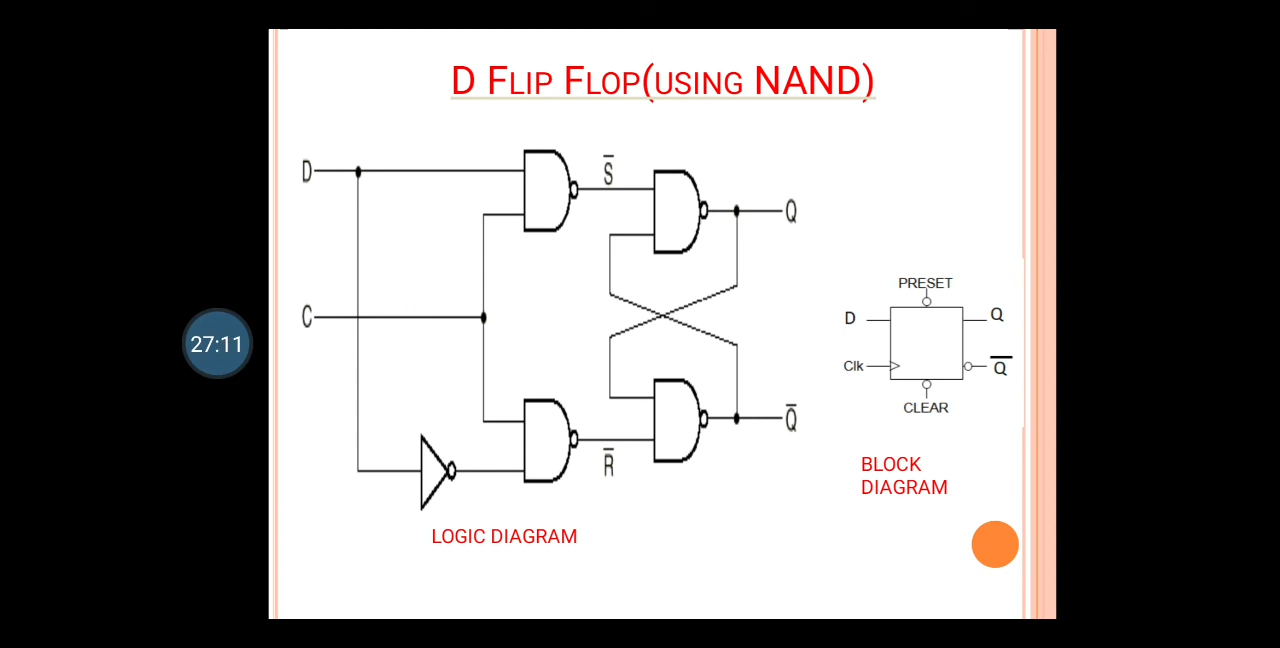 D FLIP FLOP(USING NAND)
D
S̅
Q
C
27:11
R̅
Q̅
LOGIC DIAGRAM
PRESET
D
Q
Clk
Q̅
CLEAR
BLOCK
DIAGRAM